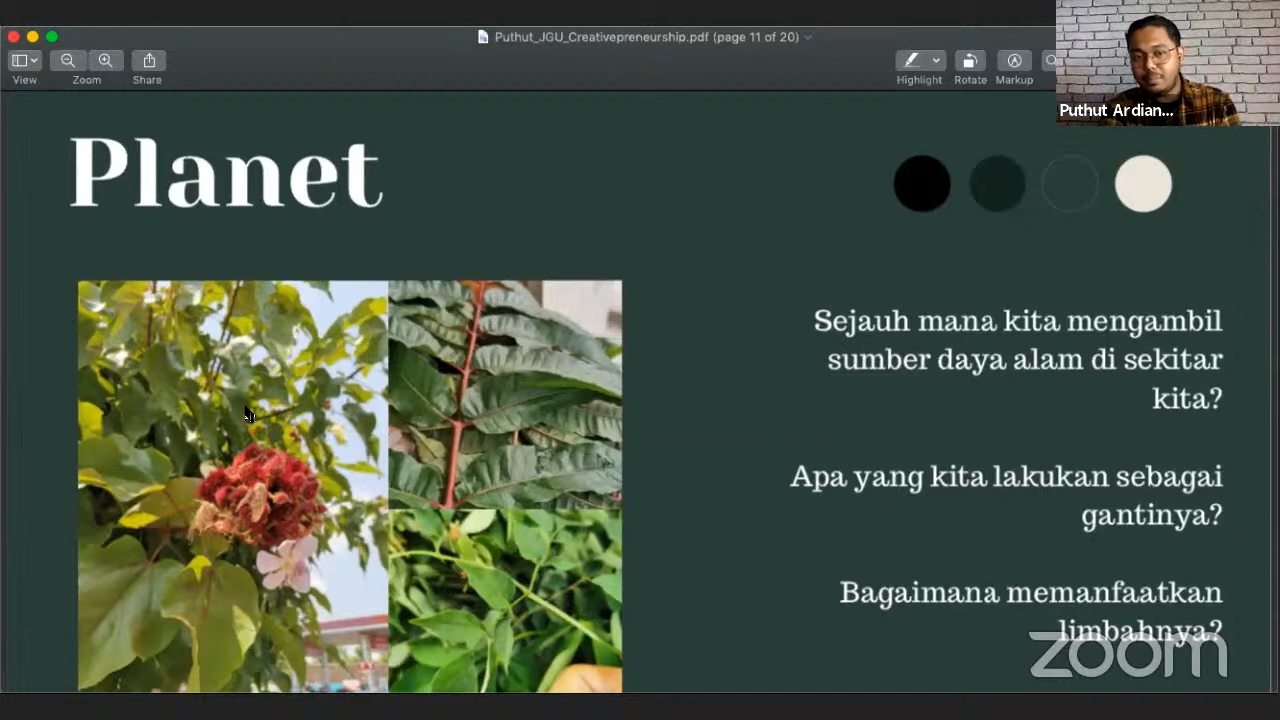 Puthut_JGU_Creativepreneurship.pdf (page 11 of 20)
View
Zoom
Share
Highlight
Rotate
Markup
Puthut Ardian...
Planet
Sejauh mana kita mengambil
sumber daya alam di sekitar
kita?
Apa yang kita lakukan sebagai
gantinya?
Bagaimana memanfaatkan
limbahnya?
zoom